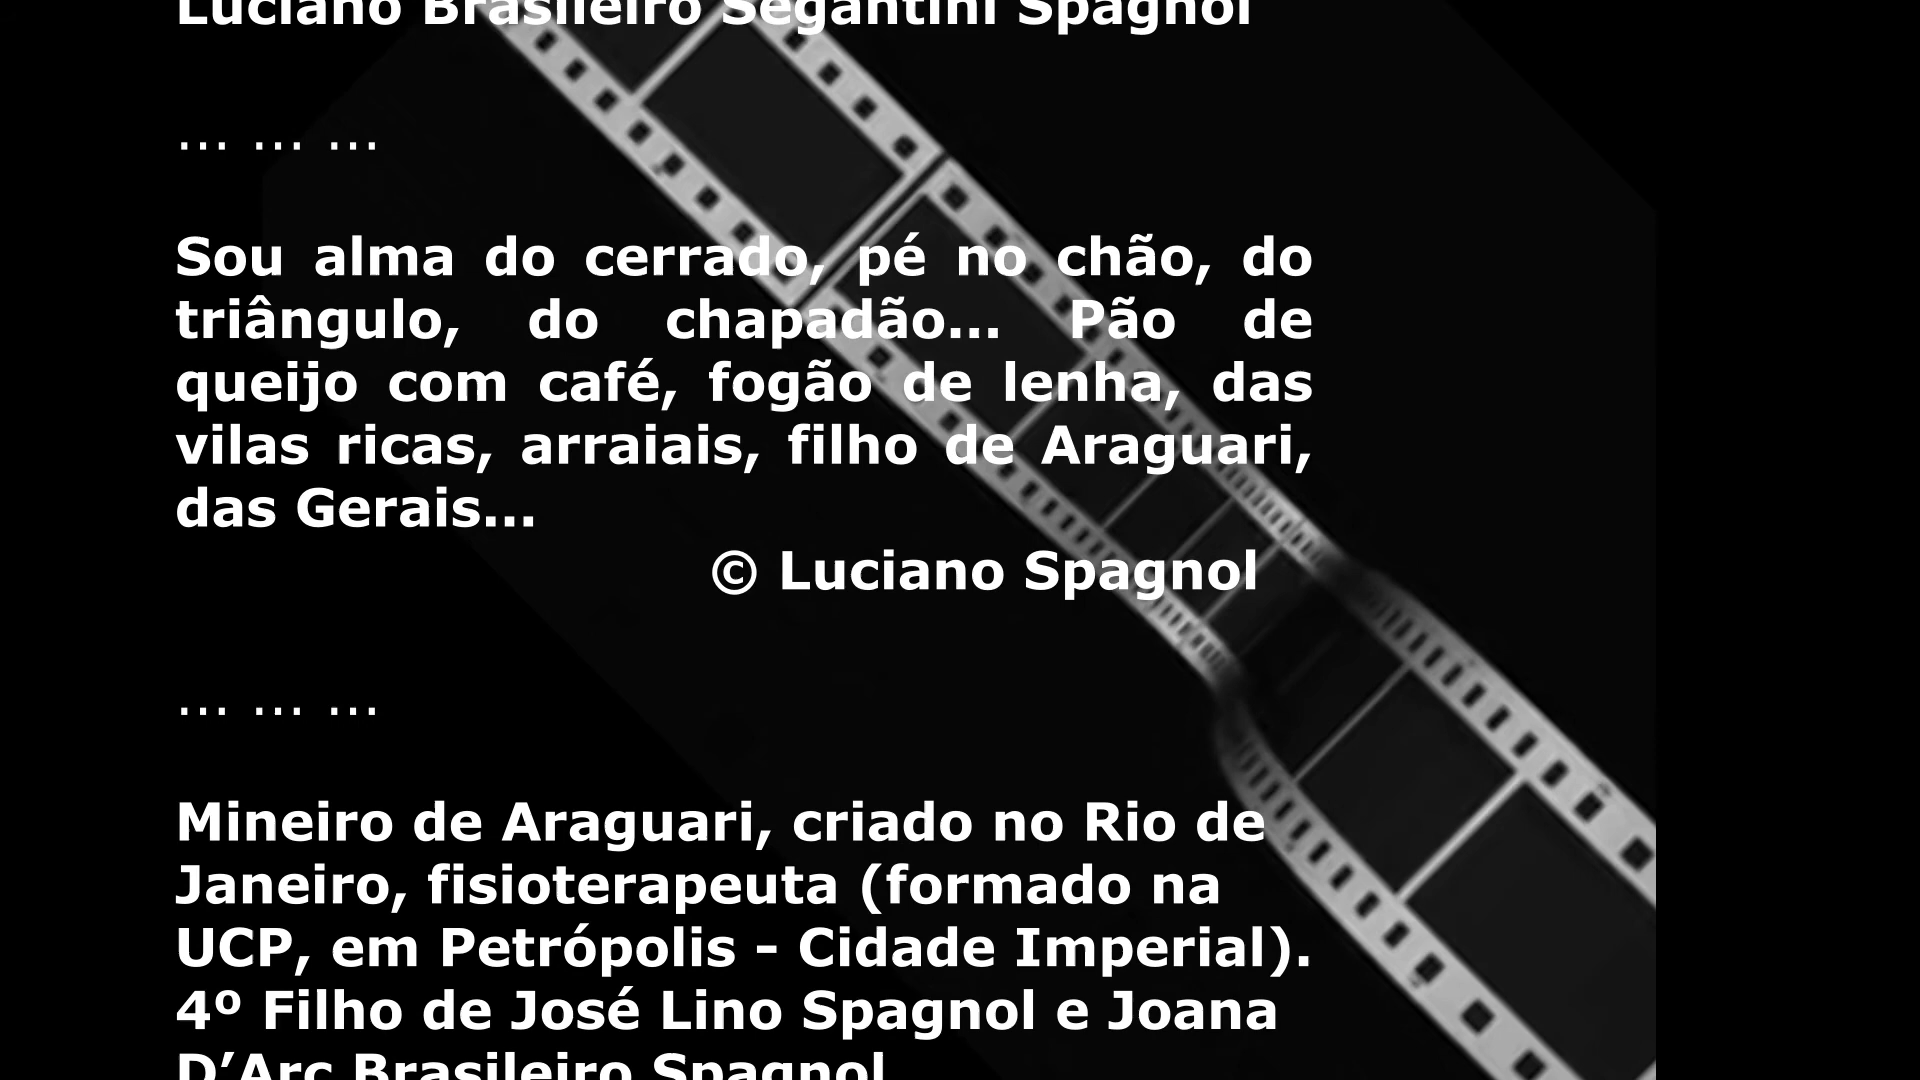 Luciano Brasileiro Segantini Spagnol
... ... ...
Sou alma do cerrado, pé no chão, do
triângulo, do chapadão... Pão de
queijo com café, fogão de lenha, das
vilas ricas, arraiais, filho de Araguari,
das Gerais...
© Luciano Spagnol
... ... ...
Mineiro de Araguari, criado no Rio de
Janeiro, fisioterapeuta (formado na
UCP, em Petrópolis – Cidade Imperial).
4º Filho de José Lino Spagnol e Joana
D’Arc Brasileiro Spagnol